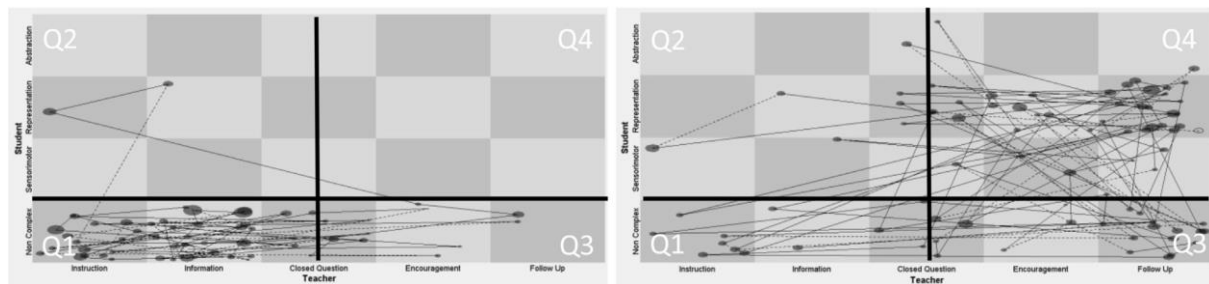 Q2
Q4
Q1
Q3
Student
Abstraction
Representation
Sensorimotor
Non Complex
Instruction
Information
Closed Question
Encouragement
Follow Up
Teacher
Q2
Q4
Q1
Q3
Student
Abstraction
Representation
Sensorimotor
Non Complex
Instruction
Information
Closed Question
Encouragement
Follow Up
Teacher